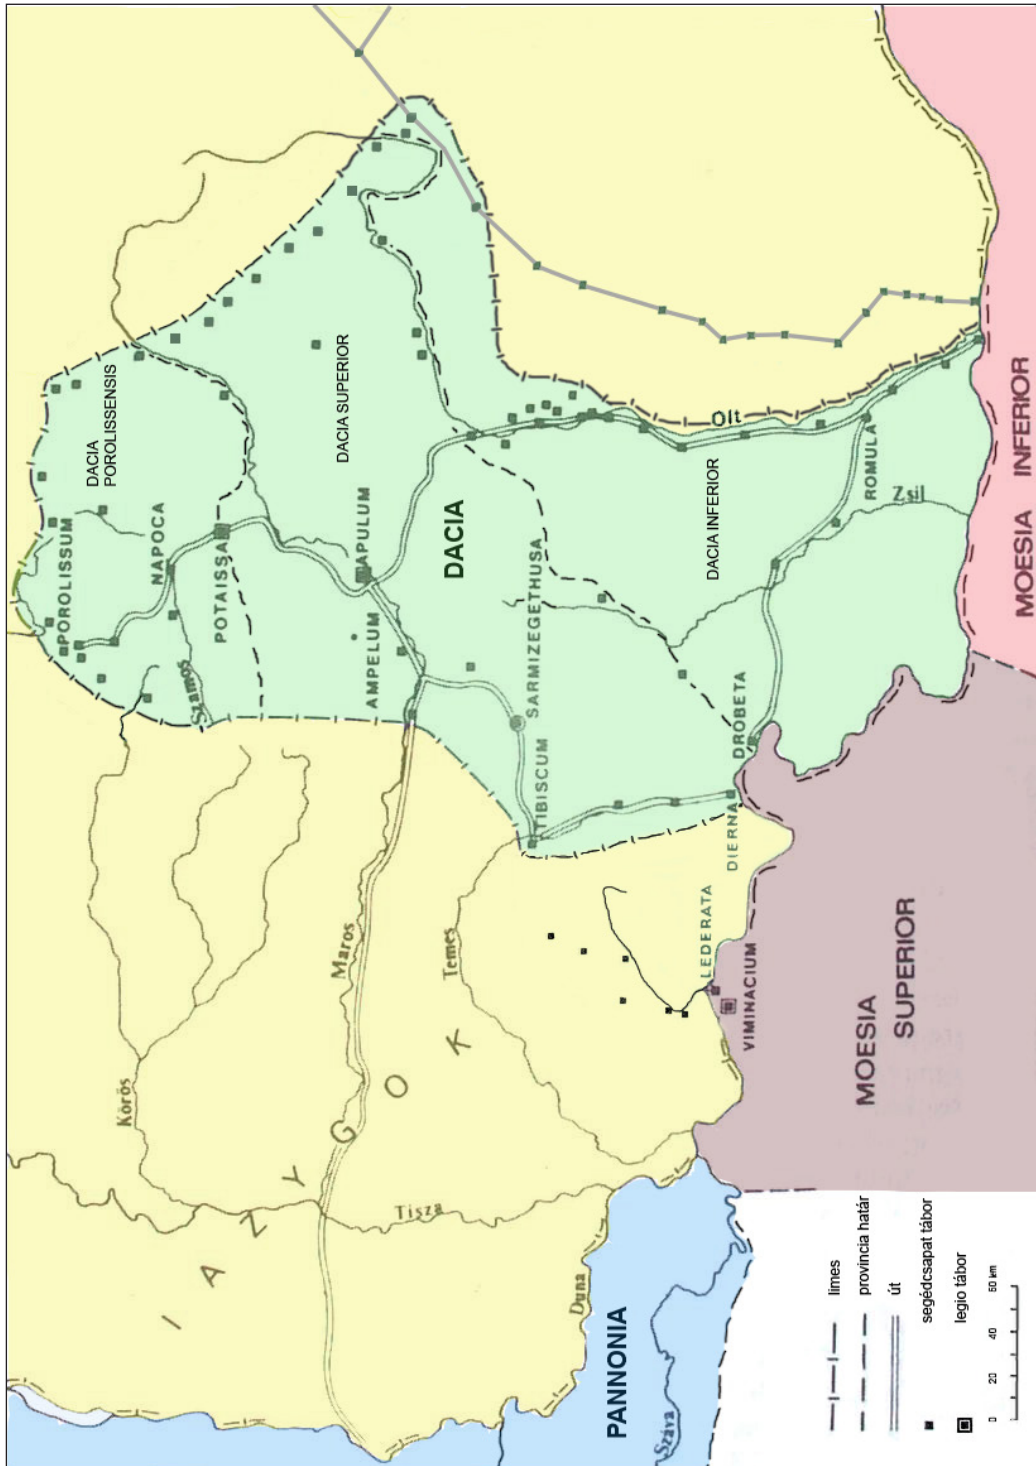 DACIA
POROLISSENSIS
POROLISSUM
NAPOCA
Szamos
POTAISSA
DACIA SUPERIOR
APULUM
AMPELUM
DACIA
SARMIZEGETHUSA
TIBISCUM
DACIA INFERIOR
Olt
ROMULA
Zsil
DROBETA
DIERNA
LEDERATA
VIMINACIUM
MOESIA INFERIOR
MOESIA
SUPERIOR
Körös
Maros
Temes
Tisza
Duna
Száva
IAZYGOK
PANNONIA
limes
provincia határ
út
segédcsapat tábor
legio tábor
0 20 40 50 km